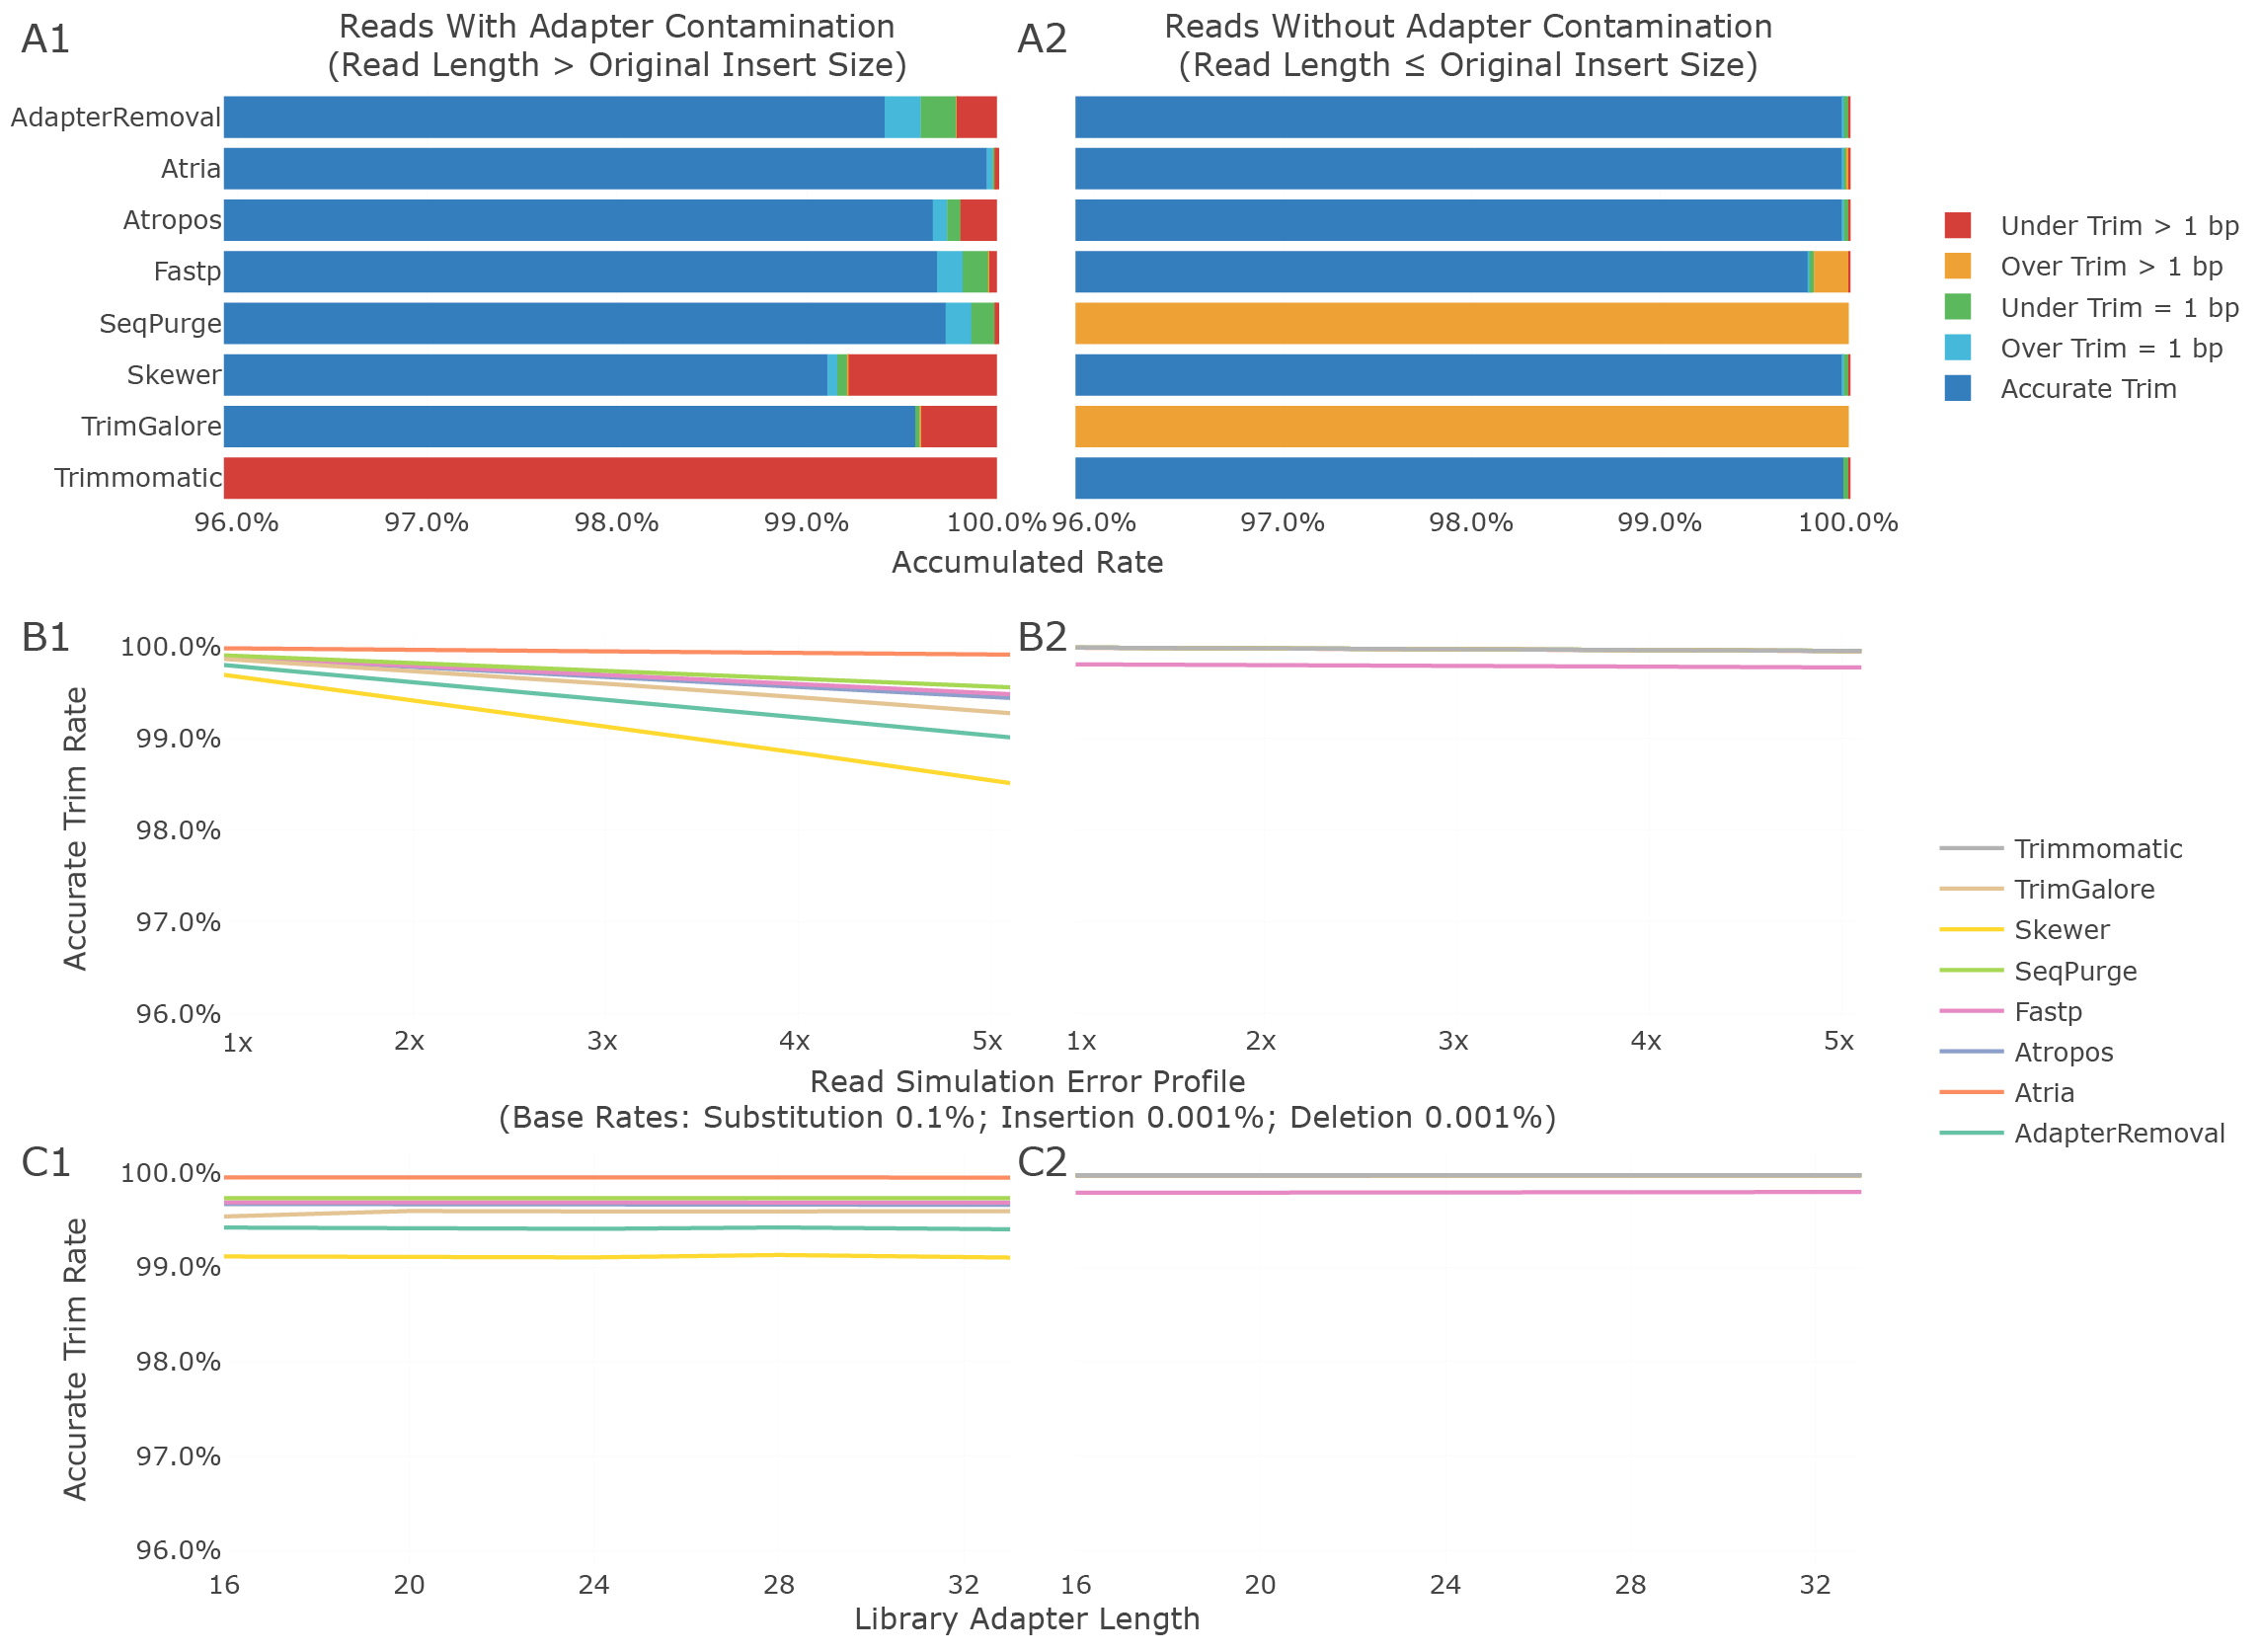 A1
Reads With Adapter Contamination
(Read Length > Original Insert Size)
A2
Reads Without Adapter Contamination
(Read Length ≤ Original Insert Size)
AdapterRemoval
Atria
Atropos
Fastp
SeqPurge
Skewer
TrimGalore
Trimmomatic
96.0% 97.0% 98.0% 99.0% 100.0% 96.0% 97.0% 98.0% 99.0% 100.0%
Accumulated Rate
Under Trim > 1 bp
Over Trim > 1 bp
Under Trim = 1 bp
Over Trim = 1 bp
Accurate Trim
B1
B2
Accurate Trim Rate
100.0%
99.0%
98.0%
97.0%
96.0%
1x 2x 3x 4x 5x 1x 2x 3x 4x 5x
Read Simulation Error Profile
(Base Rates: Substitution 0.1%; Insertion 0.001%; Deletion 0.001%)
Trimmomatic
TrimGalore
Skewer
SeqPurge
Fastp
Atropos
Atria
AdapterRemoval
C1
C2
Accurate Trim Rate
100.0%
99.0%
98.0%
97.0%
96.0%
16 20 24 28 32 16 20 24 28 32
Library Adapter Length